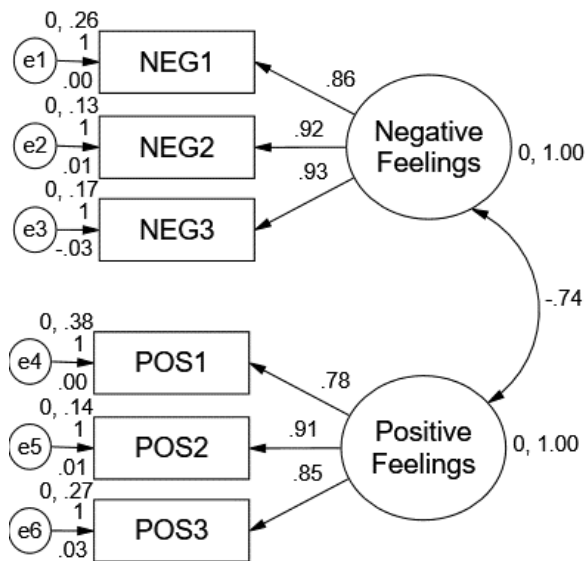 0, .26
e1
1
.00
NEG1
.86
0, .13
e2
1
.01
NEG2
.92
Negative
Feelings
0, 1.00
0, .17
e3
1
-.03
NEG3
.93
-.74
0, .38
e4
1
.00
POS1
.78
0, .14
e5
1
.01
POS2
.91
Positive
Feelings
0, 1.00
0, .27
e6
1
.03
POS3
.85